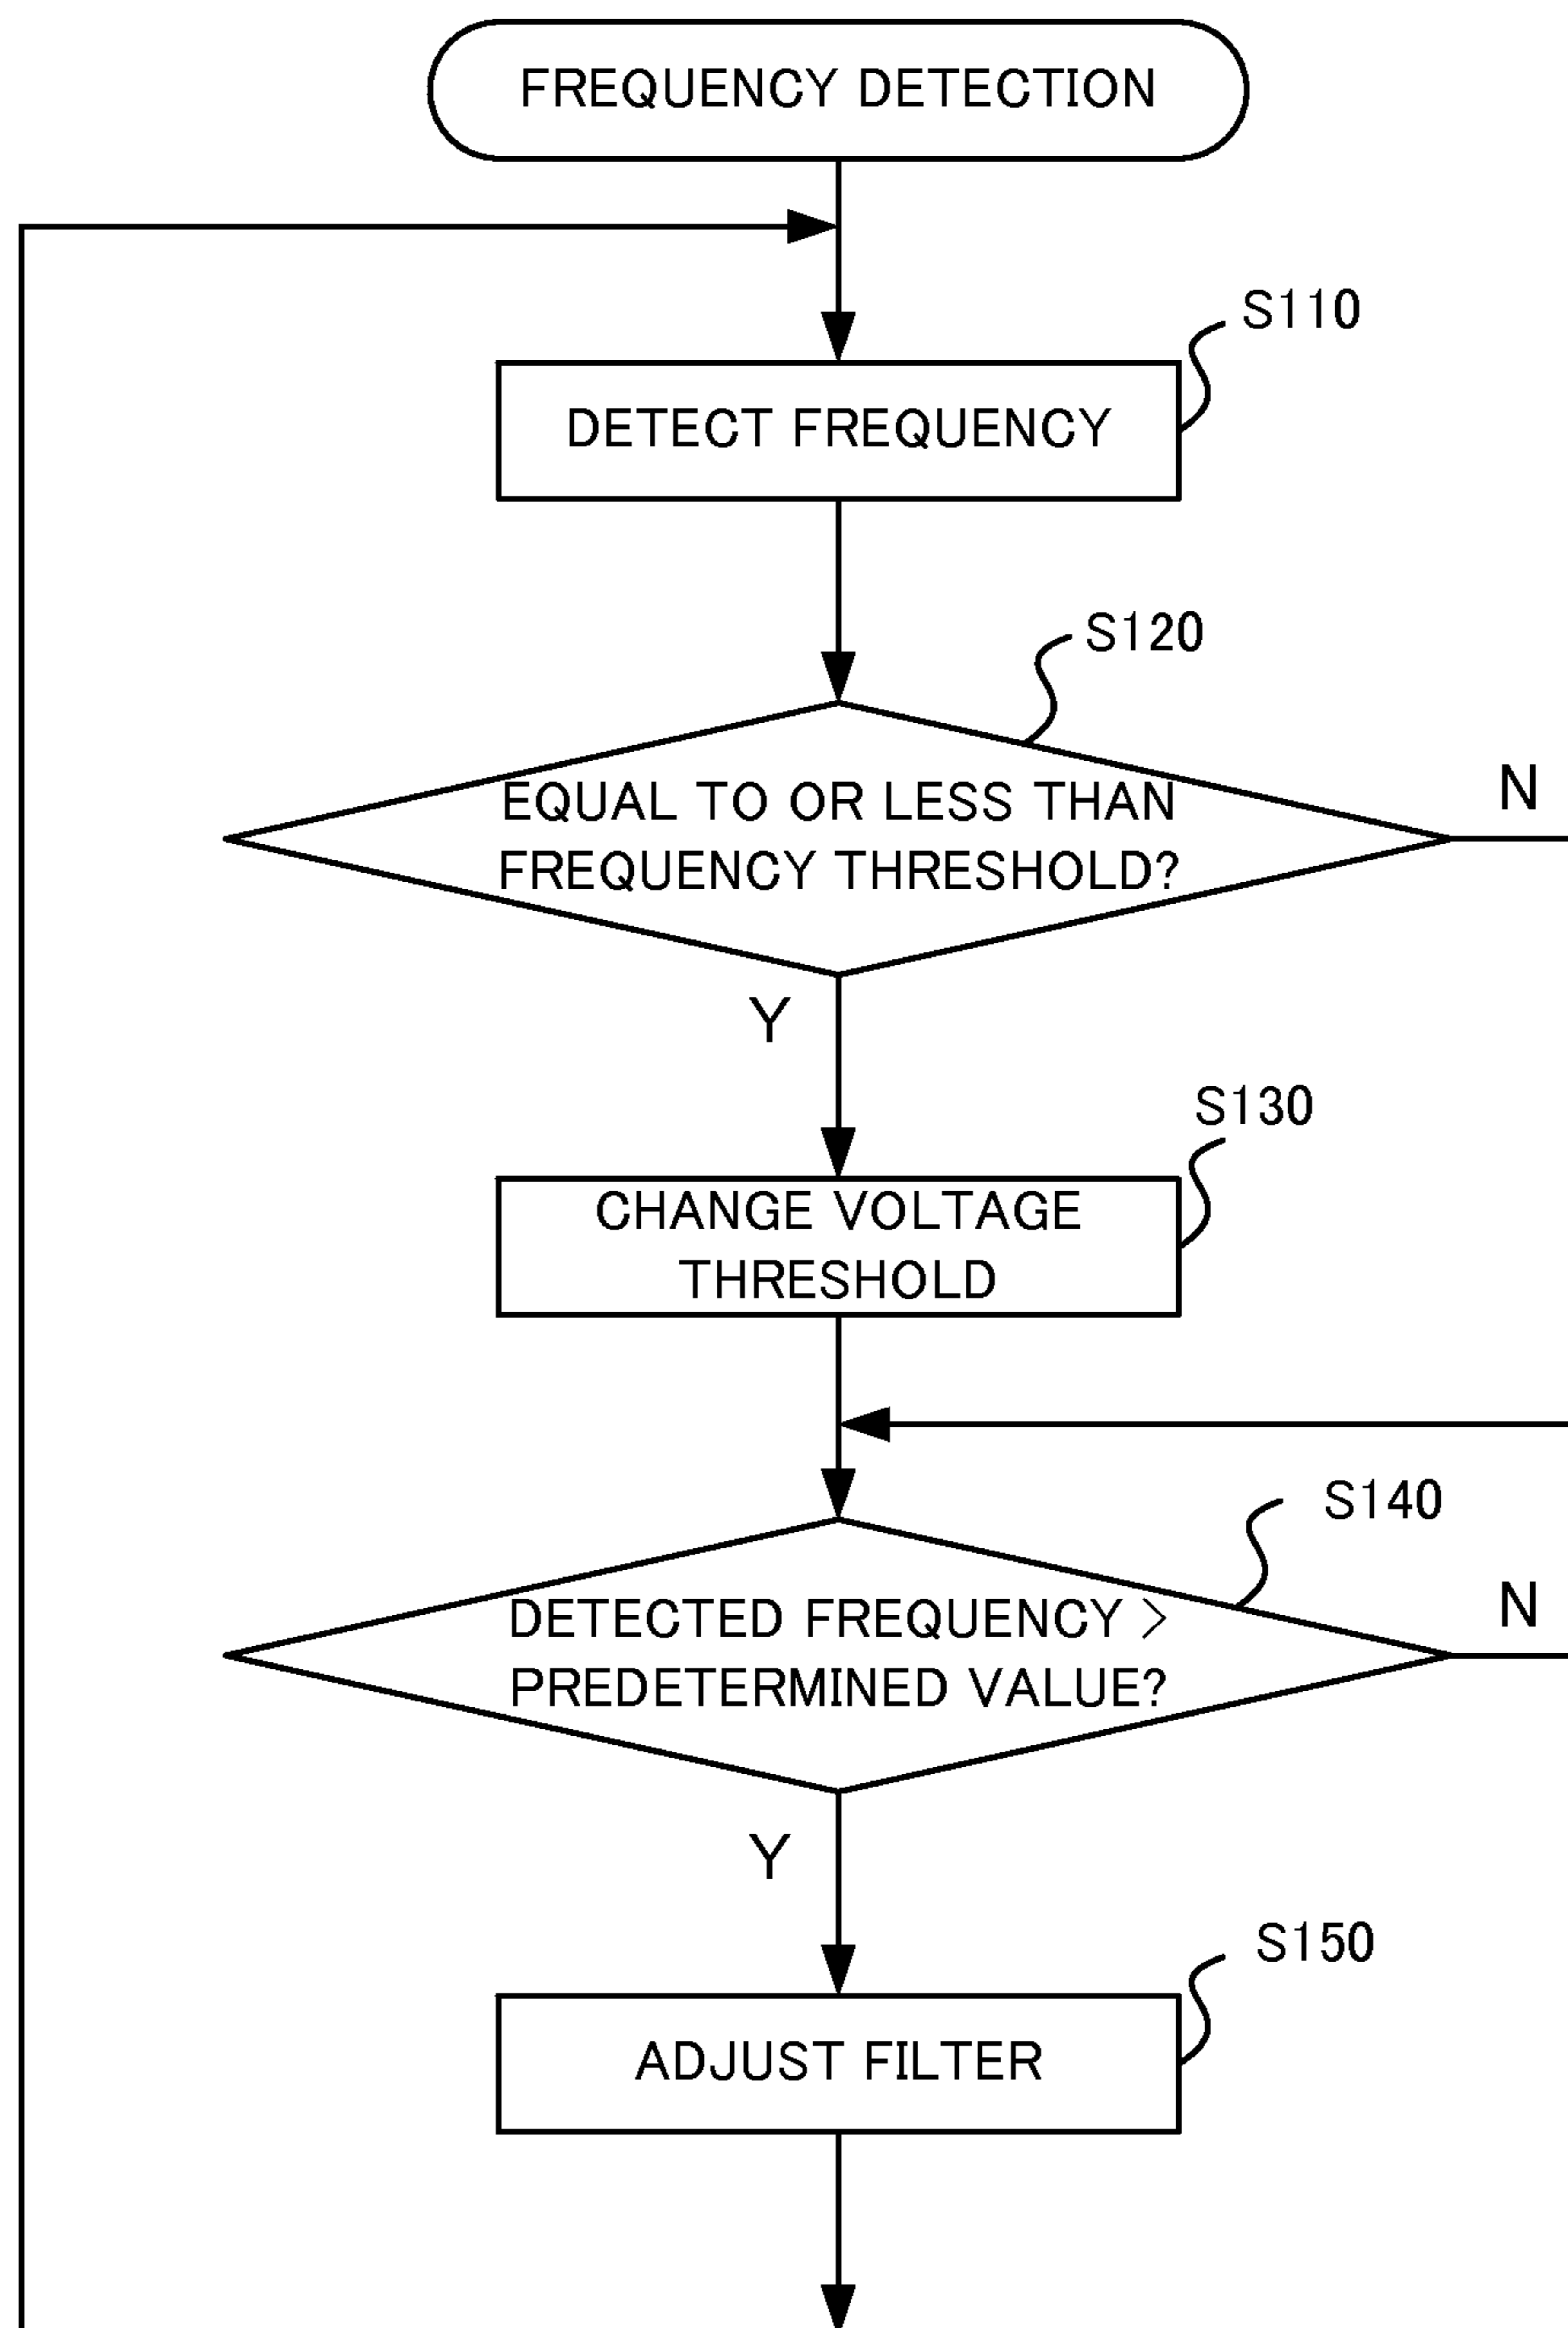 FREQUENCY DETECTION
S110
DETECT FREQUENCY
S120
EQUAL TO OR LESS THAN
FREQUENCY THRESHOLD?
N
Y
S130
CHANGE VOLTAGE
THRESHOLD
S140
DETECTED FREQUENCY >
PREDETERMINED VALUE?
N
Y
S150
ADJUST FILTER